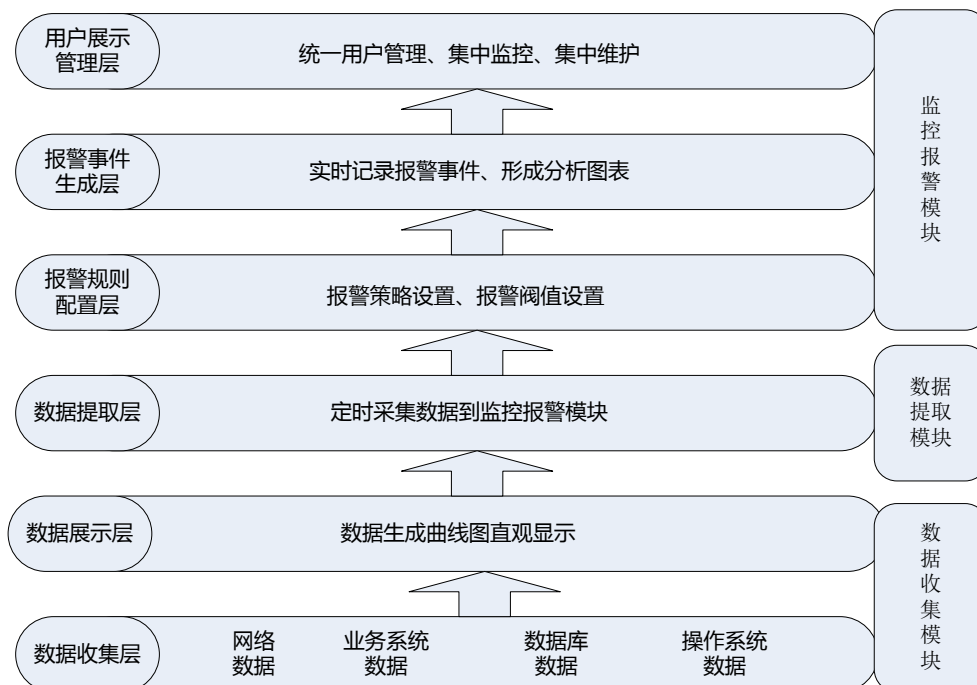 用户展示
管理层
统一用户管理、集中监控、集中维护
报警事件
生成层
实时记录报警事件、形成分析图表
报警规则
配置层
报警策略设置、报警阀值设置
监控报警模块
数据提取层
定时采集数据到监控报警模块
数据
提取
模块
数据展示层
数据生成曲线图直观显示
数据收集层
网络
数据
业务系统
数据
数据库
数据
操作系统
数据
数据收集模块